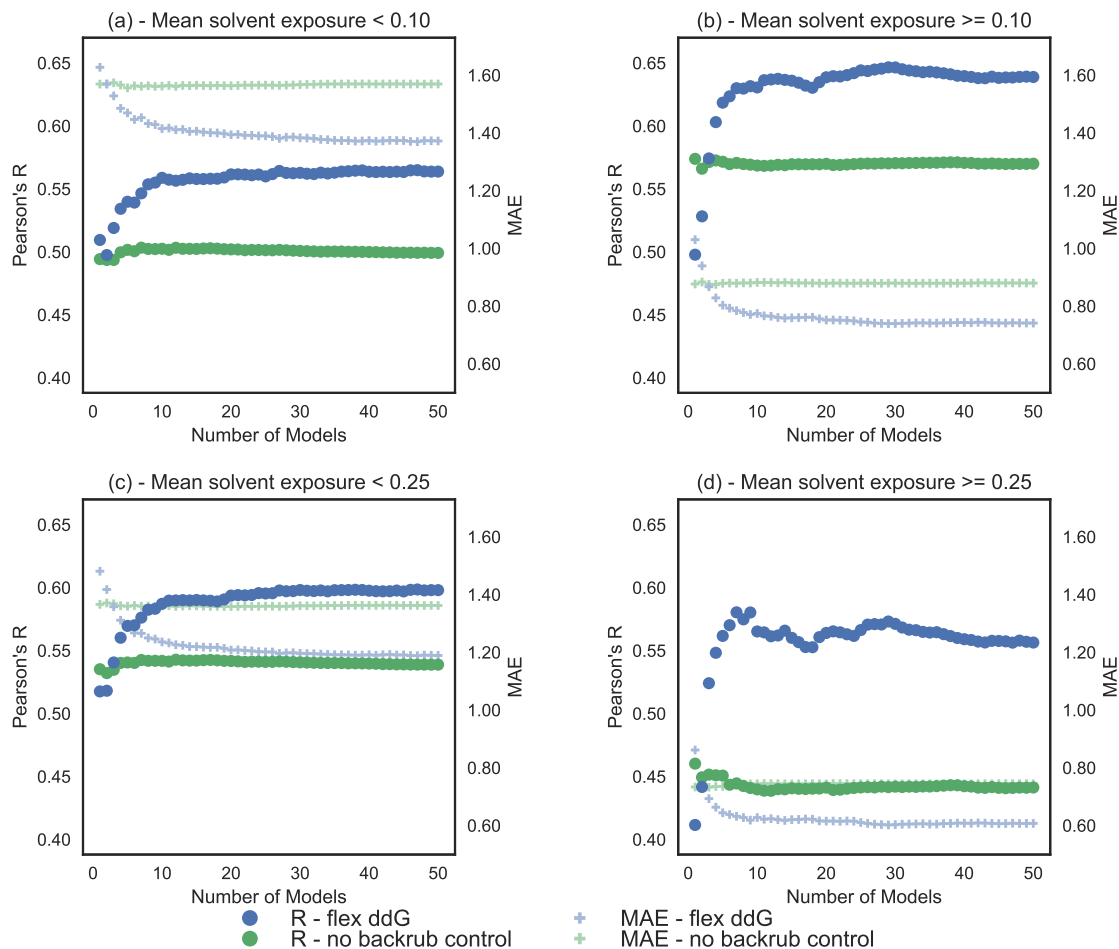 (a) - Mean solvent exposure < 0.10
(b) - Mean solvent exposure >= 0.10
0.65
0.60
0.55
0.50
0.45
0.40
Pearson's R
1.60
1.40
1.20
1.00
0.80
0.60
MAE
0 10 20 30 40 50
Number of Models
0.65
0.60
0.55
0.50
0.45
0.40
Pearson's R
1.60
1.40
1.20
1.00
0.80
0.60
MAE
0 10 20 30 40 50
Number of Models
(c) - Mean solvent exposure < 0.25
(d) - Mean solvent exposure >= 0.25
0.65
0.60
0.55
0.50
0.45
0.40
Pearson's R
1.60
1.40
1.20
1.00
0.80
0.60
MAE
0 10 20 30 40 50
Number of Models
0.65
0.60
0.55
0.50
0.45
0.40
Pearson's R
1.60
1.40
1.20
1.00
0.80
0.60
MAE
0 10 20 30 40 50
Number of Models
R - flex ddG
R - no backrub control
MAE - flex ddG
MAE - no backrub control